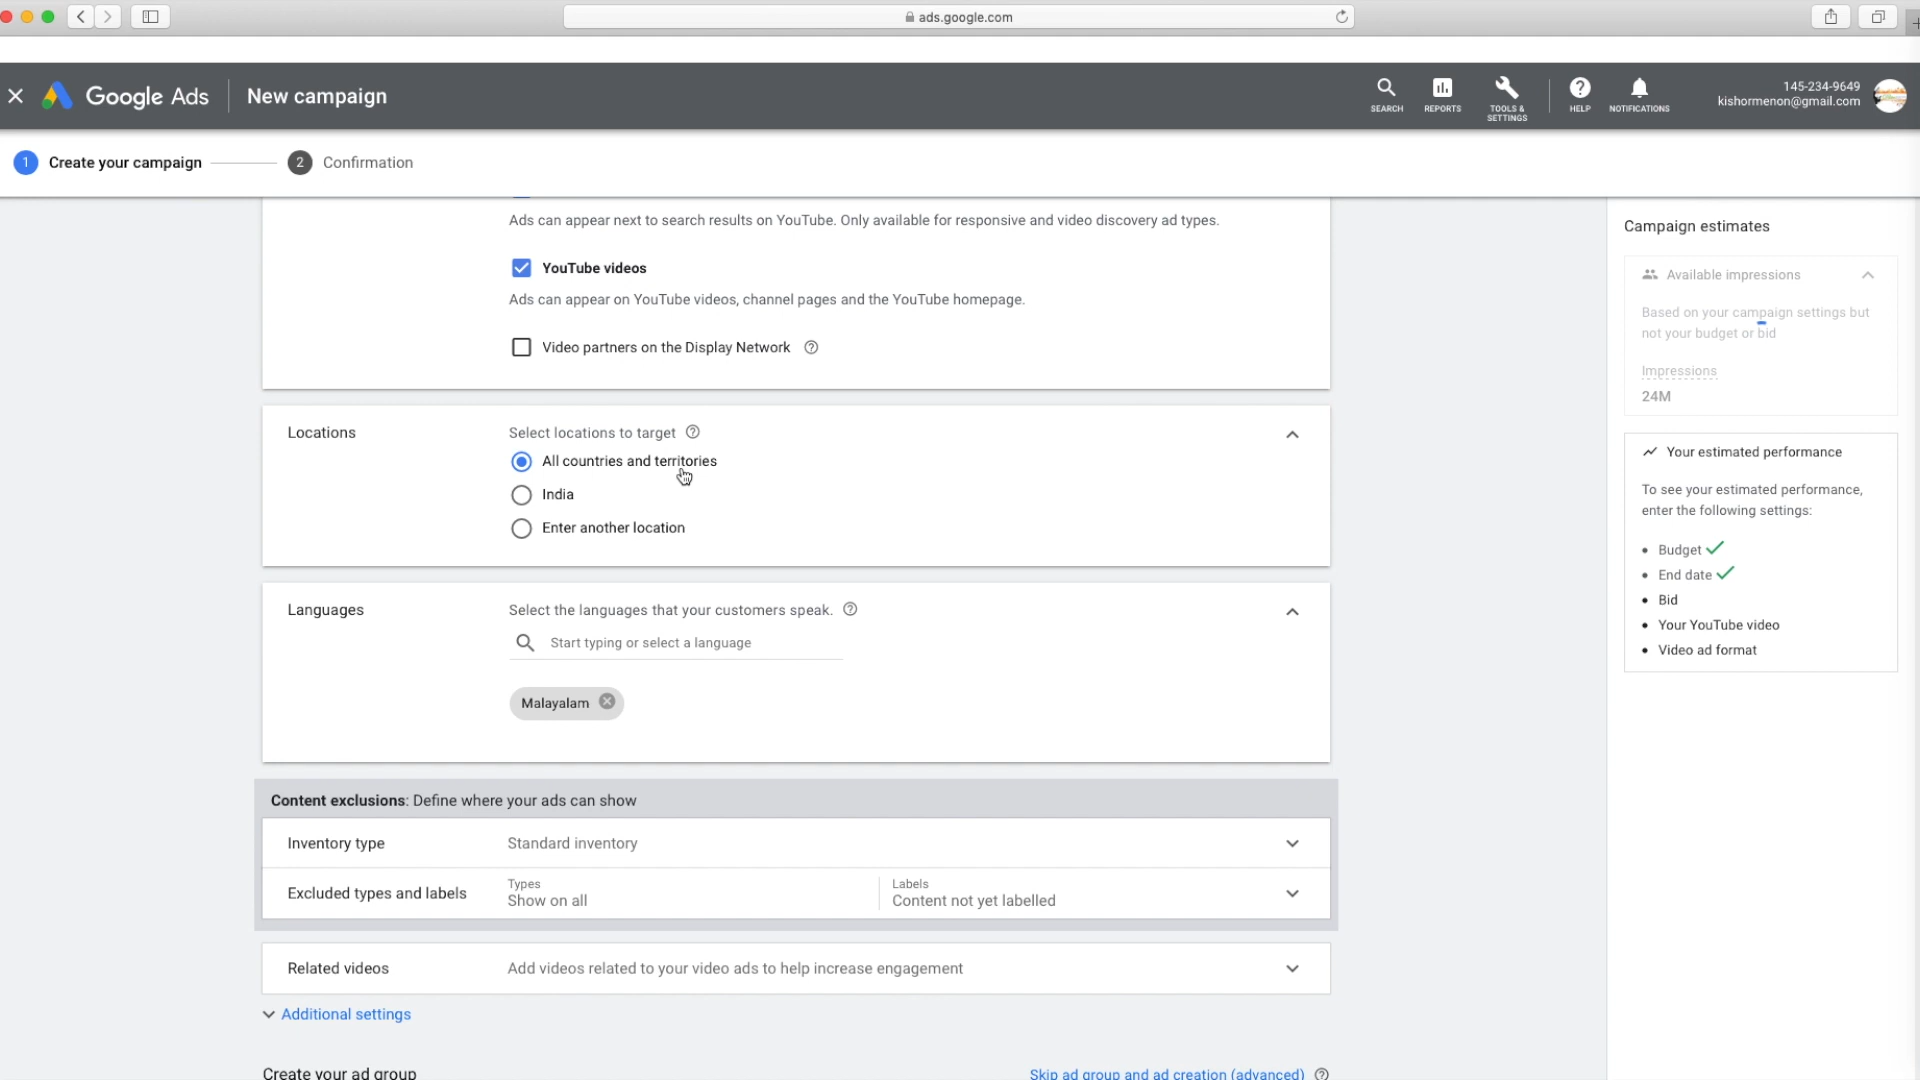 ads.google.com
Google Ads
New campaign
SEARCH
REPORTS
TOOLS &
SETTINGS
HELP
NOTIFICATIONS
145-234-9649
kishormenon@gmail.com
1 Create your campaign
2 Confirmation
Ads can appear next to search results on YouTube. Only available for responsive and video discovery ad types.
YouTube videos
Ads can appear on YouTube videos, channel pages and the YouTube homepage.
Video partners on the Display Network
Locations
Select locations to target
All countries and territories
India
Enter another location
Languages
Select the languages that your customers speak.
Start typing or select a language
Malayalam
Content exclusions: Define where your ads can show
Inventory type
Standard inventory
Excluded types and labels
Types
Show on all
Labels
Content not yet labelled
Related videos
Add videos related to your video ads to help increase engagement
Additional settings
Create your ad group
Skip ad group and ad creation (advanced)
Campaign estimates
Available impressions
Based on your campaign settings but
not your budget or bid
Impressions
24M
Your estimated performance
To see your estimated performance,
enter the following settings:
Budget
End date
Bid
Your YouTube video
Video ad format